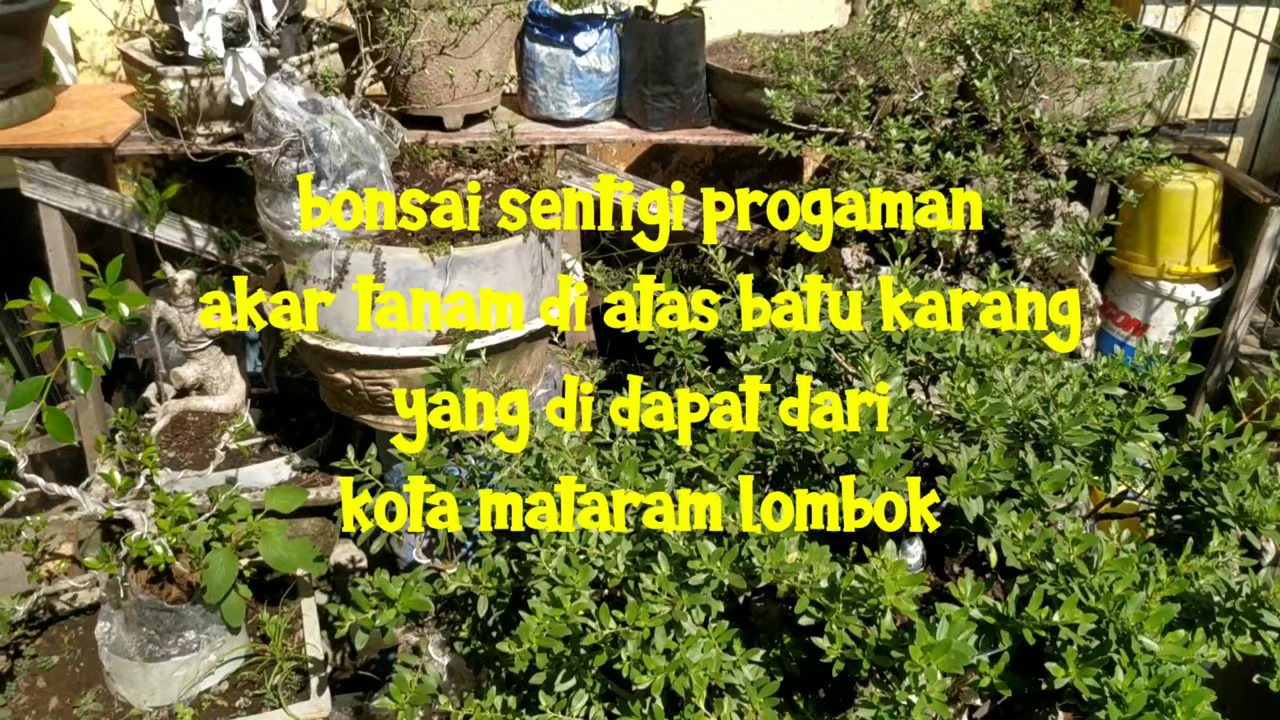 bonsai sentigi progaman
akar tanam di atas batu karang
yang di dapat dari
kota mataram lombok